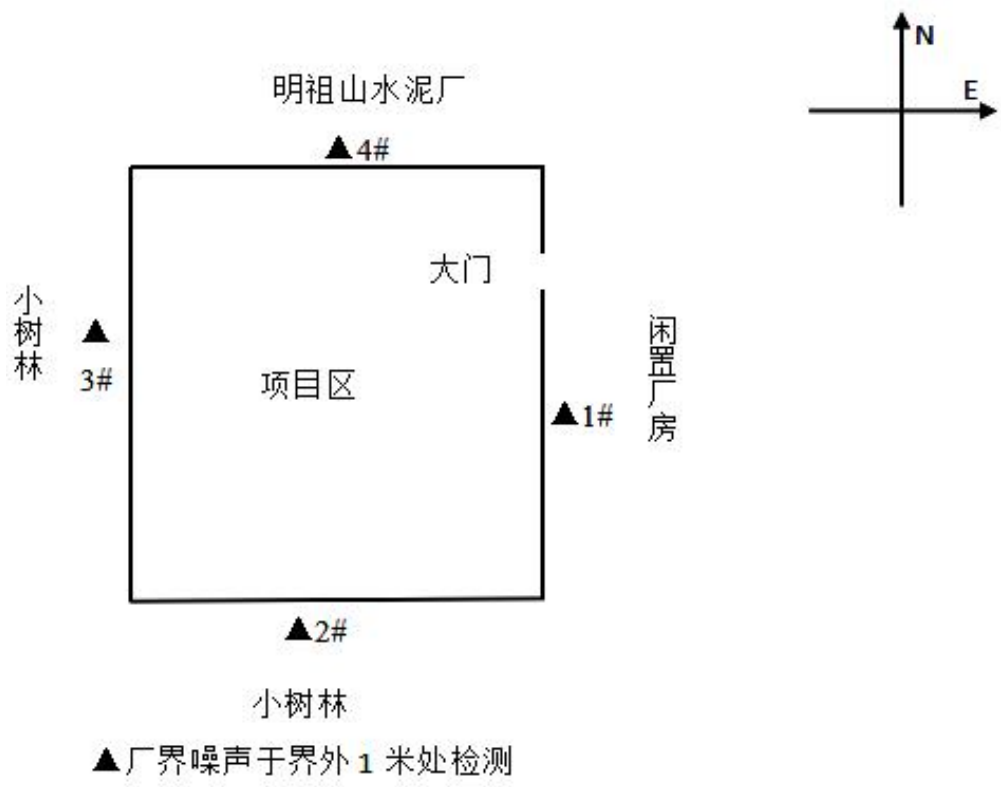 N
E
明祖山水泥厂
▲4#
大门
小树林
▲
3#
项目区
▲1#
闲置厂房
▲2#
小树林
▲厂界噪声于界外 1 米处检测